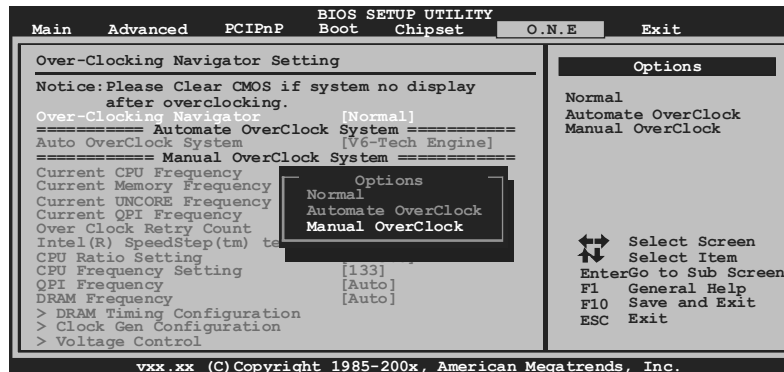 BIOS SETUP UTILITY
Main Advanced PCIPnP Boot Chipset O.N.E Exit
Over-Clocking Navigator Setting
Notice:Please Clear CMOS if system no display
after overclocking.
Over-Clocking Navigator [Normal]
=========== Automate OverClock System ===========
Auto OverClock System [V6-Tech Engine]
=========== Manual OverClock System ===========
Current CPU Frequency
Current Memory Frequency
Current UNCORE Frequency
Current QPI Frequency
Over Clock Retry Count
Intel(R) SpeedStep(tm)
CPU Ratio Setting
CPU Frequency Setting [133]
QPI Frequency [Auto]
DRAM Frequency [Auto]
> DRAM Timing Configuration
> Clock Gen Configuration
> Voltage Control
Options
Normal
Automate OverClock
Manual OverClock
Options
Normal
Automate OverClock
Manual OverClock
Select Screen
Select Item
EnterGo to Sub Screen
F1 General Help
F10 Save and Exit
ESC Exit
vxx.xx (C)Copyright 1985-200x, American Megatrends, Inc.